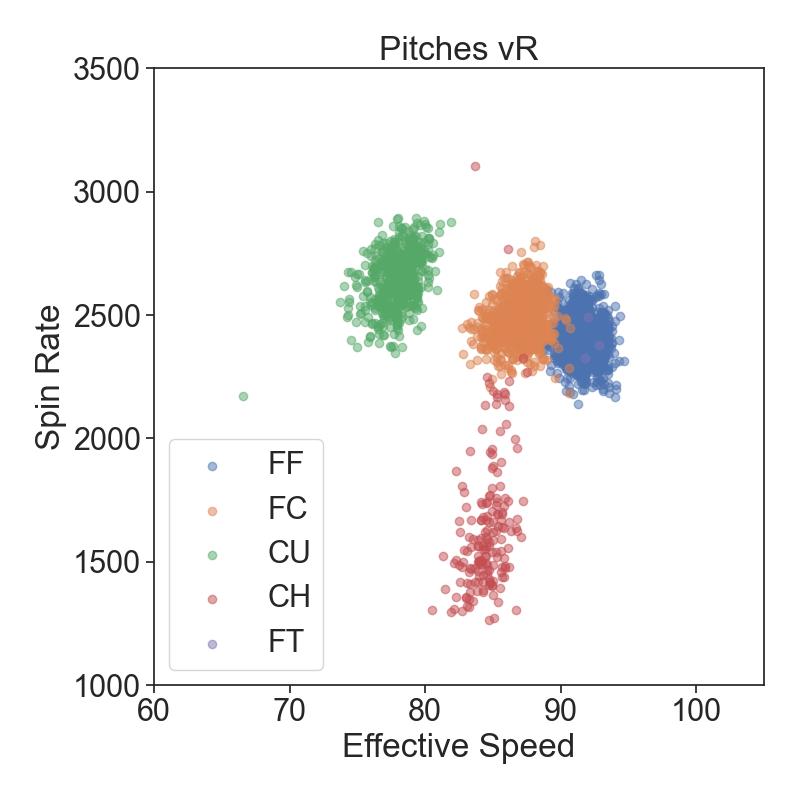 Pitches vR
3500
3000
2500
2000
1500
1000
Spin Rate
FF
FC
CU
CH
FT
60 70 80 90 100
Effective Speed